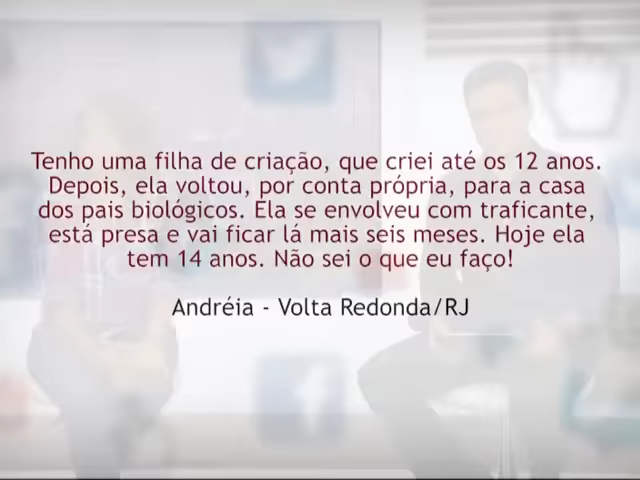 Tenho uma filha de criação, que criei até os 12 anos.
Depois, ela voltou, por conta própria, para a casa
dos pais biológicos. Ela se envolveu com traficante,
está presa e vai ficar lá mais seis meses. Hoje ela
tem 14 anos. Não sei o que eu faço!
Andréia - Volta Redonda/RJ